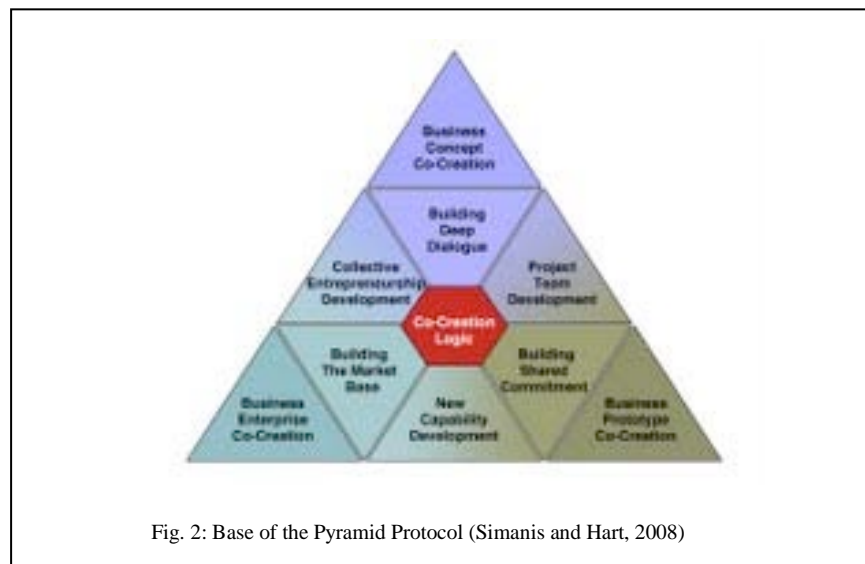 Business
Concept
Co-Creation
Building
Deep
Dialogue
Collective
Entrepreneurship
Development
Project
Team
Development
Co-Creation
Logic
Building
The Market
Base
Building
Shared
Commitment
Business
Enterprise
Co-Creation
New
Capability
Development
Business
Prototype
Co-Creation
Fig. 2: Base of the Pyramid Protocol (Simanis and Hart, 2008)